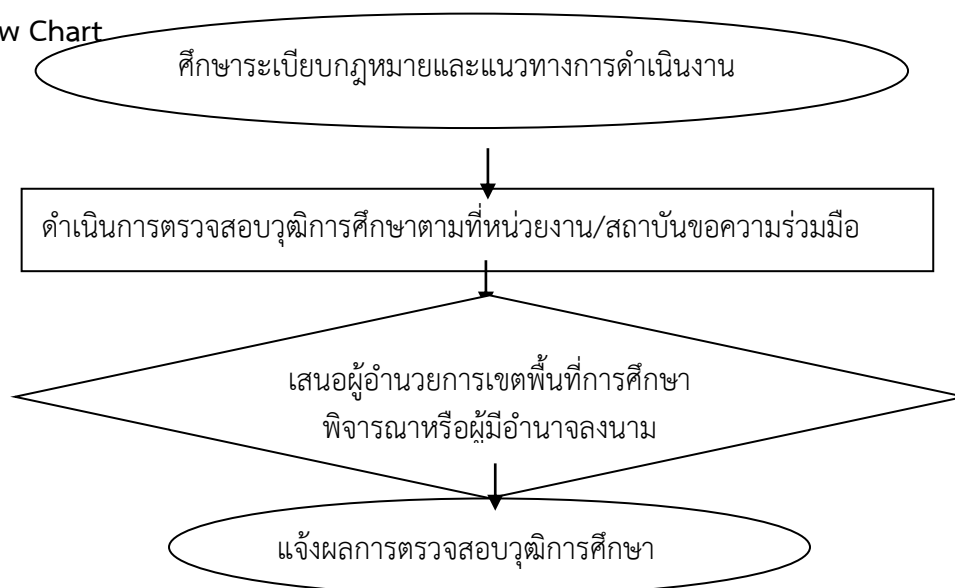 w Chart
ศึกษาระเบียบกฎหมายและแนวทางการดำเนินงาน
ดำเนินการตรวจสอบวุฒิการศึกษาตามที่หน่วยงาน/สถาบันขอความร่วมมือ
เสนอผู้อำนวยการเขตพื้นที่การศึกษา
พิจารณาหรือผู้มีอำนาจลงนาม
แจ้งผลการตรวจสอบวุฒิการศึกษา